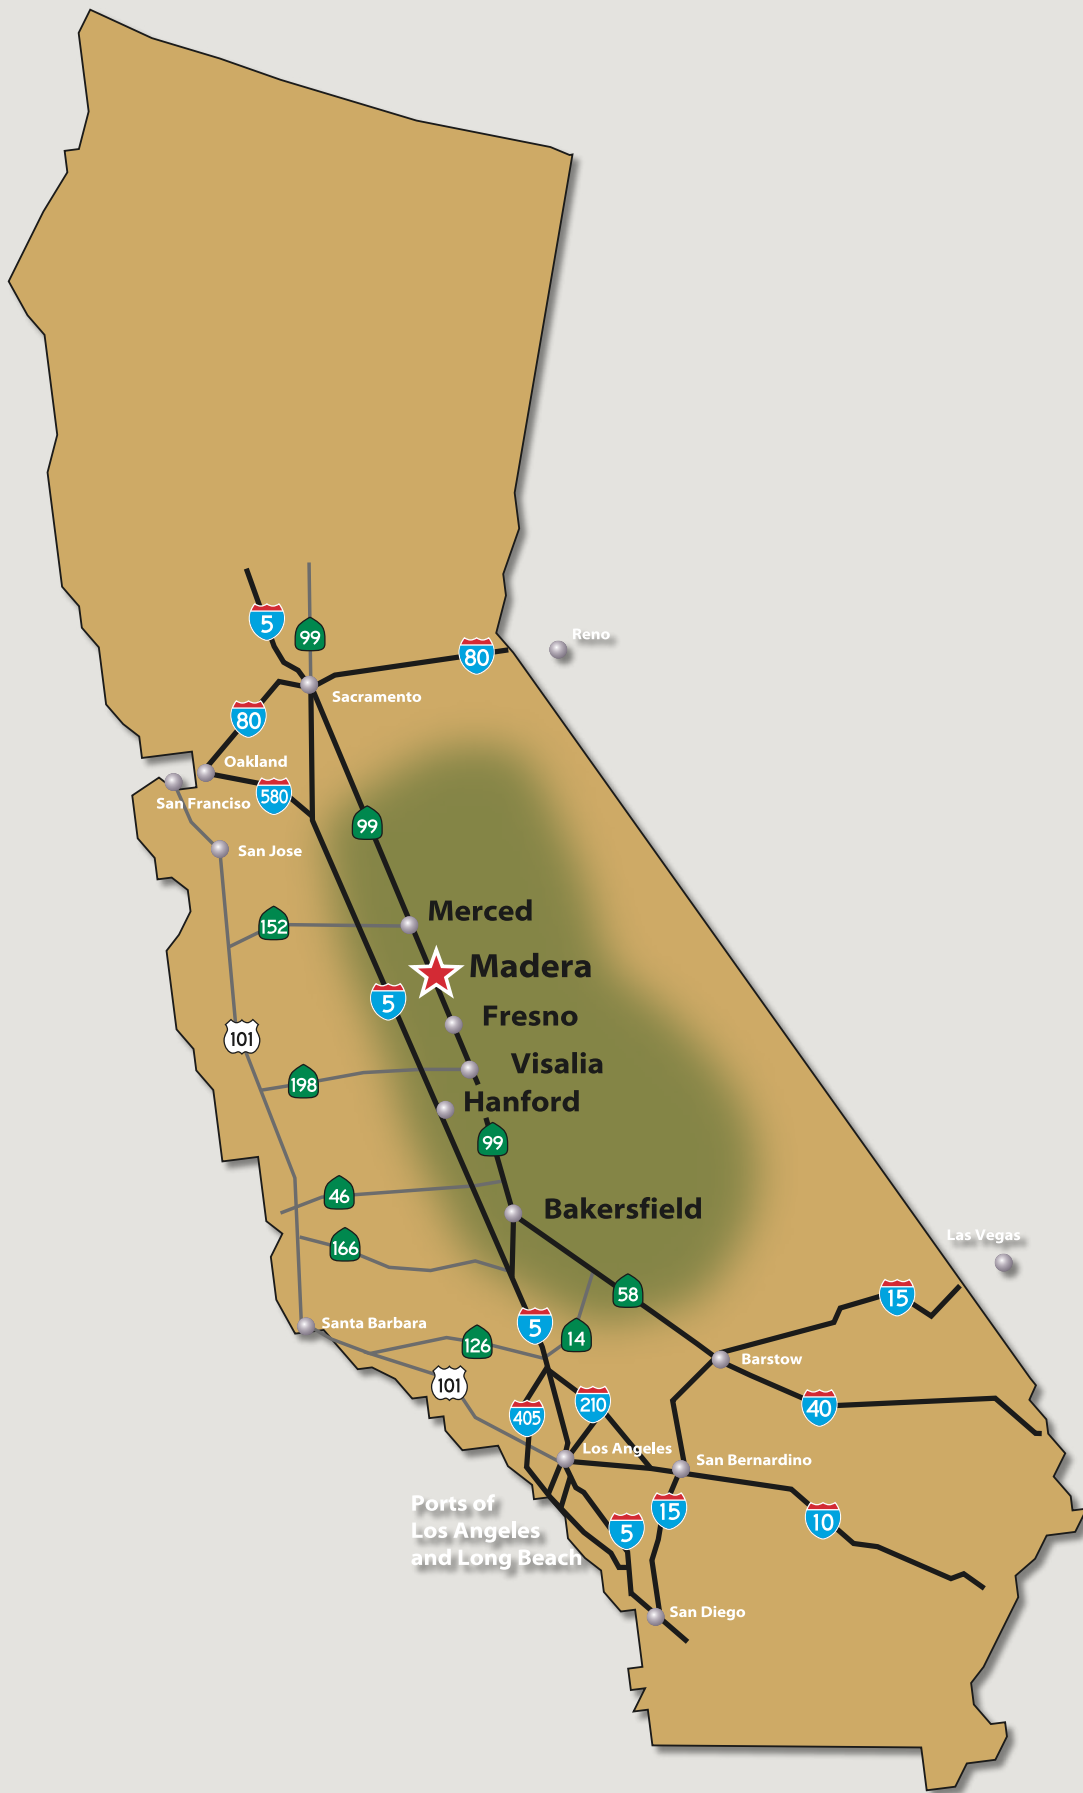 5
99
80
Reno
Sacramento
80
Oakland
580
San Franciso
99
San Jose
Merced
152
Madera
5
Fresno
101
Visalia
198
Hanford
99
46
Bakersfield
166
Las Vegas
58
15
Santa Barbara
5
126
14
Barstow
101
210
40
405
Los Angeles
San Bernardino
Ports of
Los Angeles
and Long Beach
15
10
5
San Diego